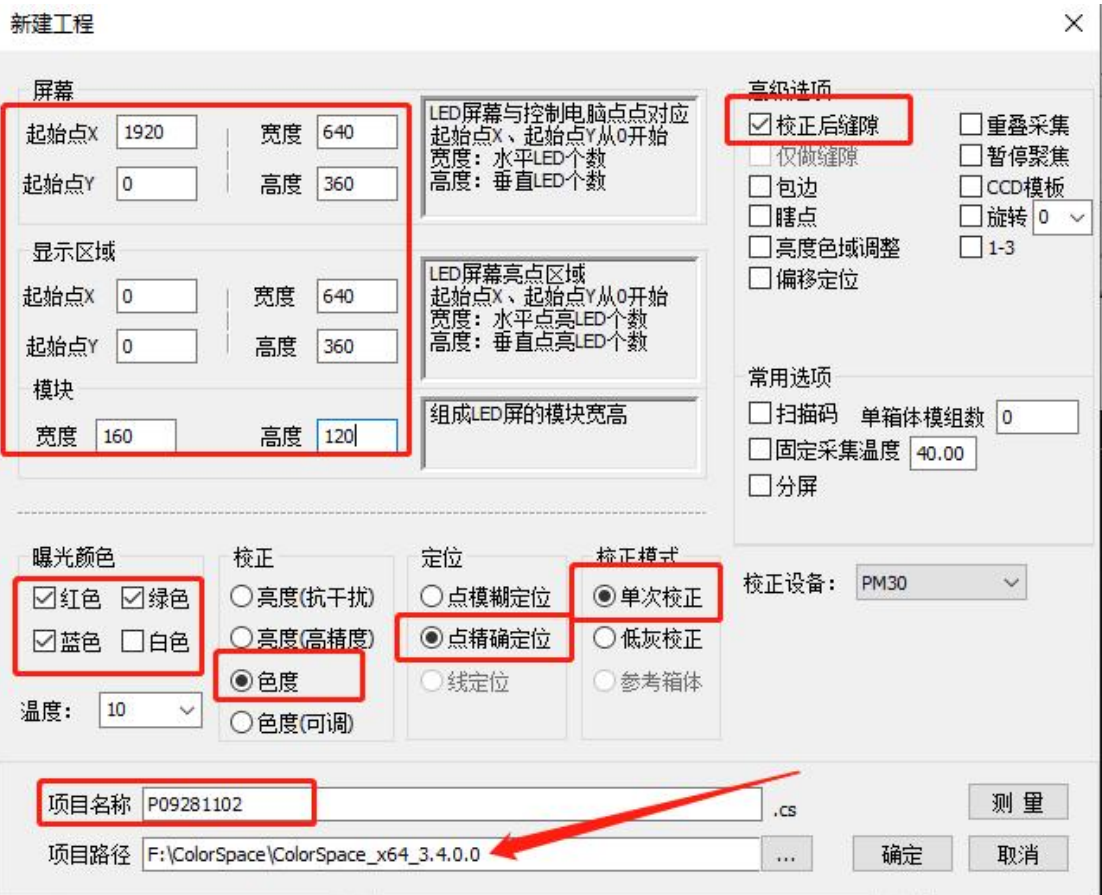 新建工程
屏幕
起始点X 1920 宽度 640
起始点Y 0 高度 360
LED屏幕与控制电脑点点对应
起始点X、起始点Y从0开始
宽度：水平LED个数
高度：垂直LED个数
显示区域
起始点X 0 宽度 640
起始点Y 0 高度 360
LED屏幕亮点区域
起始点X、起始点Y从0开始
宽度：水平点亮LED个数
高度：垂直点亮LED个数
模块
宽度 160 高度 120
组成LED屏的模块宽高
高级选项
校正后缝隙 重叠采集
仅做缝隙 暂停聚焦
包边 CCD模板
瞎点 旋转 0
亮度色域调整 1-3
偏移定位
常用选项
扫描码 单箱体模组数 0
固定采集温度 40.00
分屏
曝光颜色
红色 绿色
蓝色 白色
温度： 10
校正
亮度(抗干扰)
亮度(高精度)
色度
色度(可调)
定位
点模糊定位
点精确定位
线定位
校正模式
单次校正
低灰校正
参考箱体
校正设备： PM30
项目名称 P09281102 .cs
测 量
项目路径 F:\ColorSpace\ColorSpace_x64_3.4.0.0 ...
确定 取消